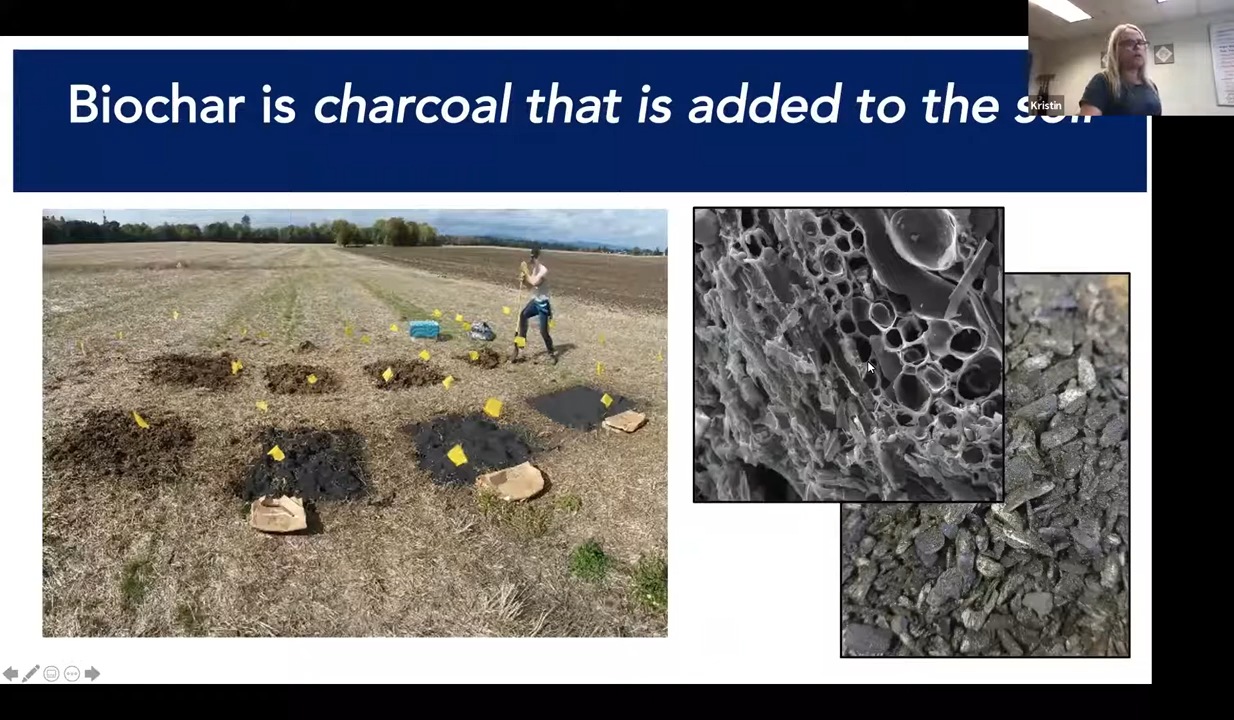 Biochar is charcoal that is added to the soil
Kristin